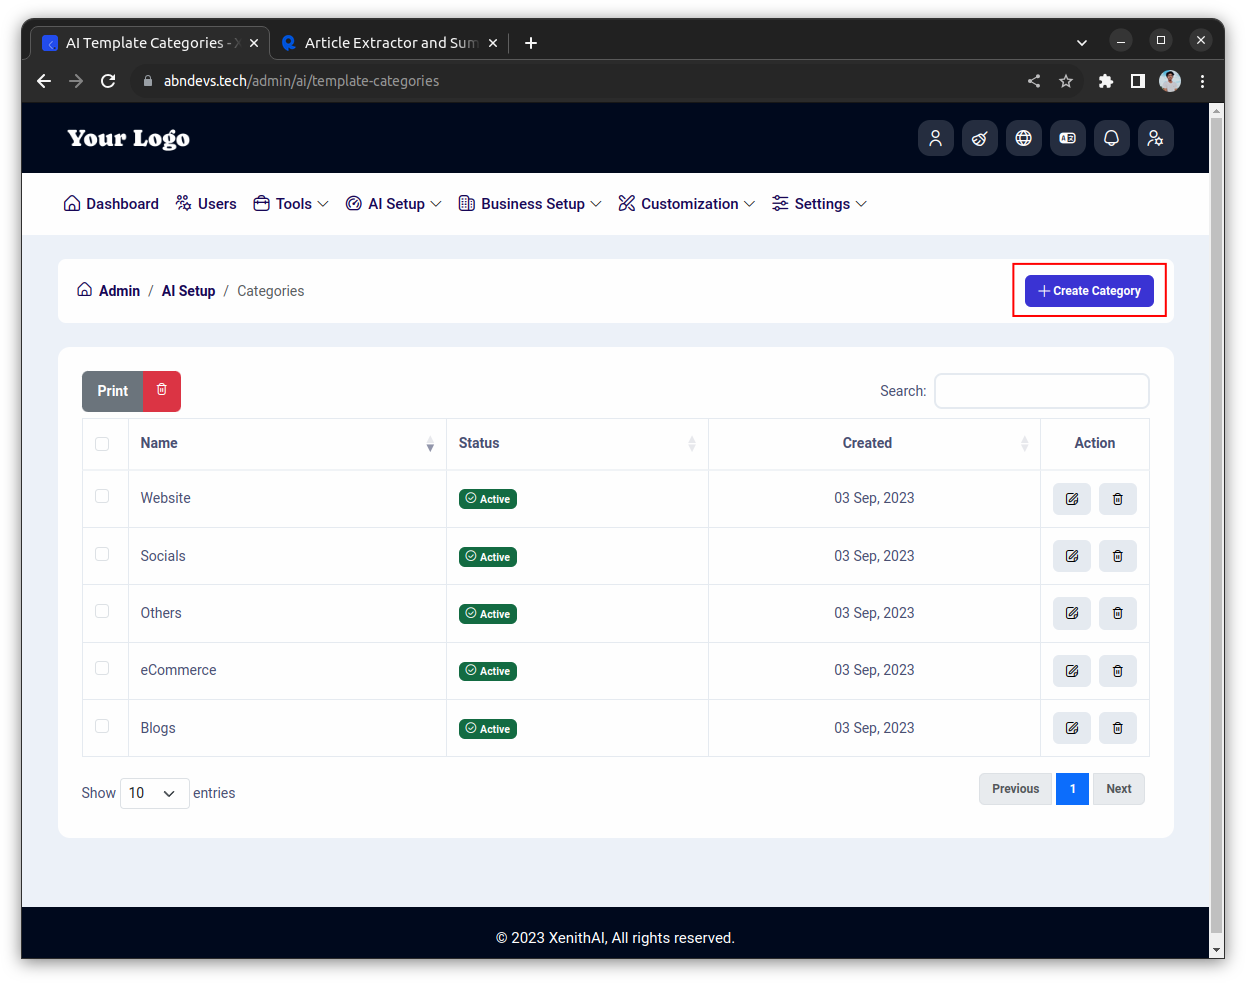 AI Template Categories - X
Article Extractor and Sum
abndevs.tech/admin/ai/template-categories
Your Logo
Dashboard Users Tools AI Setup Business Setup Customization Settings
Admin / AI Setup / Categories
Create Category
Print
Search:
Name Status Created Action
Website Active 03 Sep, 2023
Socials Active 03 Sep, 2023
Others Active 03 Sep, 2023
eCommerce Active 03 Sep, 2023
Blogs Active 03 Sep, 2023
Show 10 entries
Previous 1 Next
© 2023 XenithAI, All rights reserved.